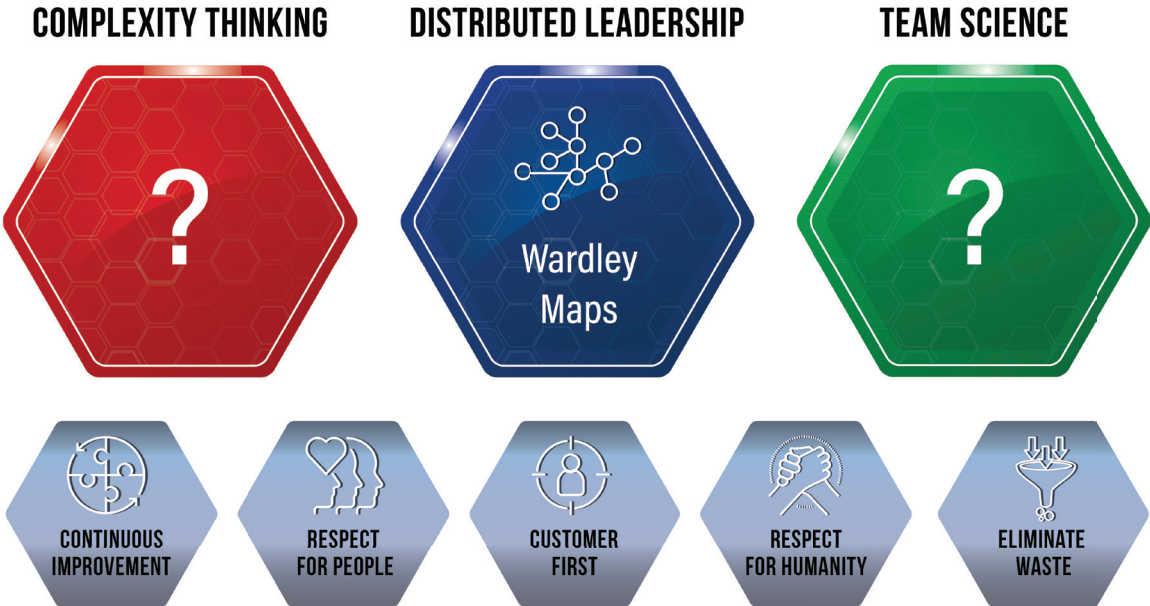 COMPLEXITY THINKING
DISTRIBUTED LEADERSHIP
TEAM SCIENCE
?
Wardley
Maps
?
CONTINUOUS
IMPROVEMENT
RESPECT
FOR PEOPLE
CUSTOMER
FIRST
RESPECT
FOR HUMANITY
ELIMINATE
WASTE